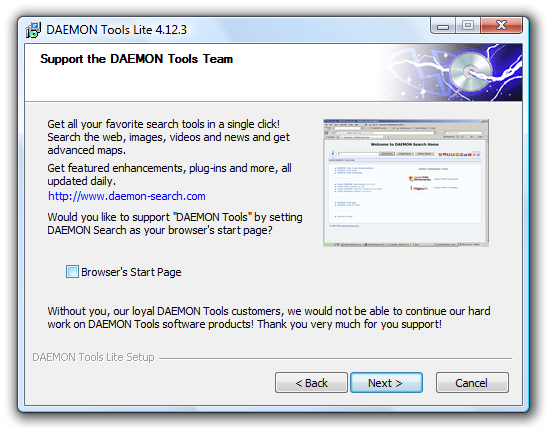 DAEMON Tools Lite 4.12.3
Support the DAEMON Tools Team
Get all your favorite search tools in a single click!
Search the web, images, videos and news and get
advanced maps.
Get featured enhancements, plug-ins and more, all
updated daily.
http://www.daemon-search.com
Would you like to support "DAEMON Tools" by setting
DAEMON Search as your browser's start page?
Welcome to DAEMON Search Home
Browser's Start Page
Without you, our loyal DAEMON Tools customers, we would not be able to continue our hard
work on DAEMON Tools software products! Thank you very much for you support!
DAEMON Tools Lite Setup
< Back
Next >
Cancel